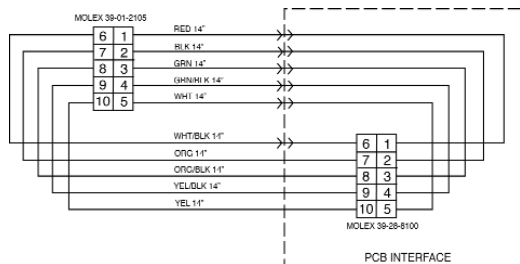 MOLEX 39-01-2105
6 1
7 2
8 3
9 4
10 5
RED 14"
BLK 14"
GRN 14"
GRN/BLK 14"
WHT 14"
WHT/BLK 14"
ORG 14"
ORG/BLK 14"
YEL/BLK 14"
YEL 14"
6 1
7 2
8 3
9 4
10 5
MOLEX 39-28-8100
PCB INTERFACE